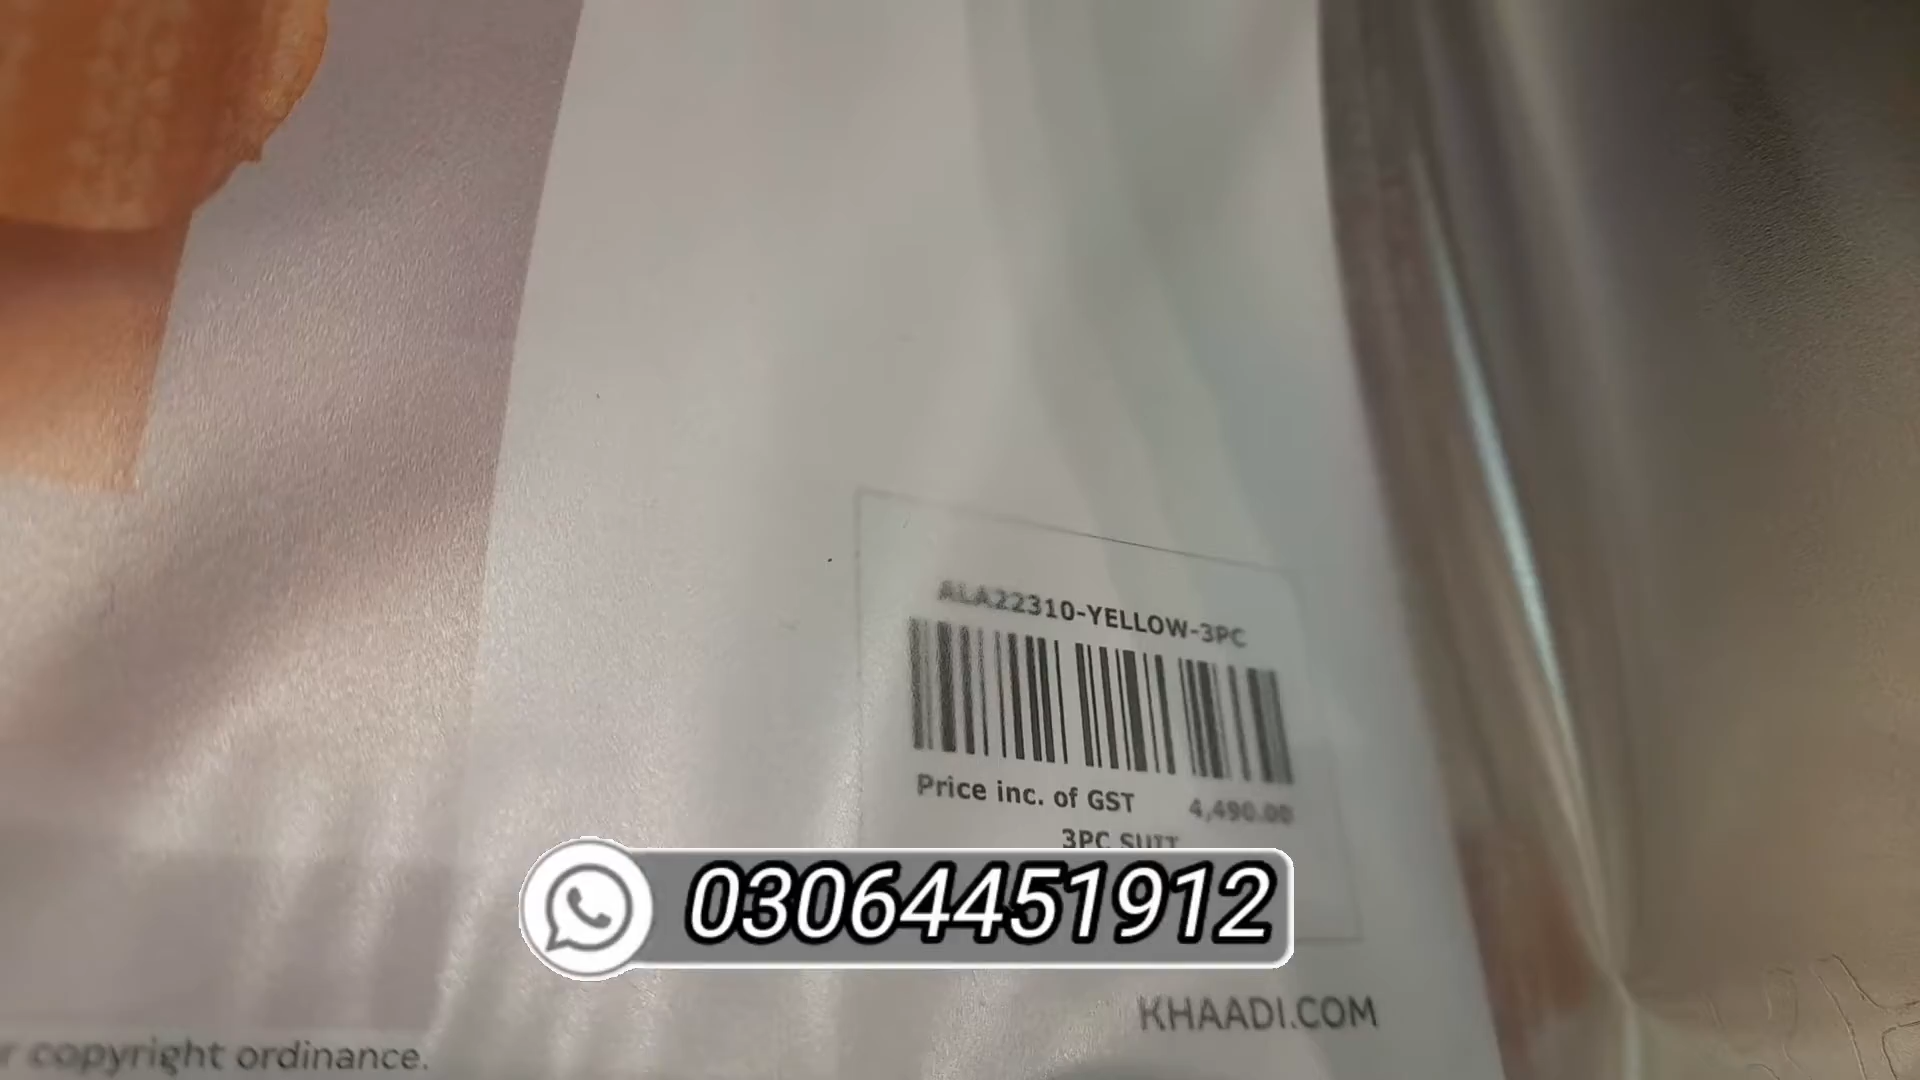 ALA22310-YELLOW-3PC
Price inc. of GST 4,490.00
3PC SUIT
03064451912
KHAADI.COM
r copyright ordinance.